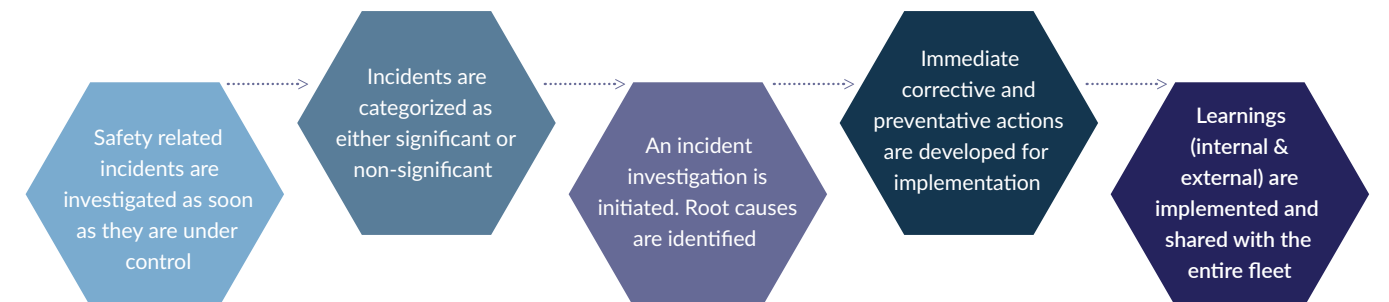 Safety related
incidents are
investigated as soon
as they are under
control
Incidents are
categorized as
either significant or
non-significant
An incident
investigation is
initiated. Root causes
are identified
Immediate
corrective and
preventative actions
are developed for
implementation
Learnings
(internal &
external) are
implemented and
shared with the
entire fleet